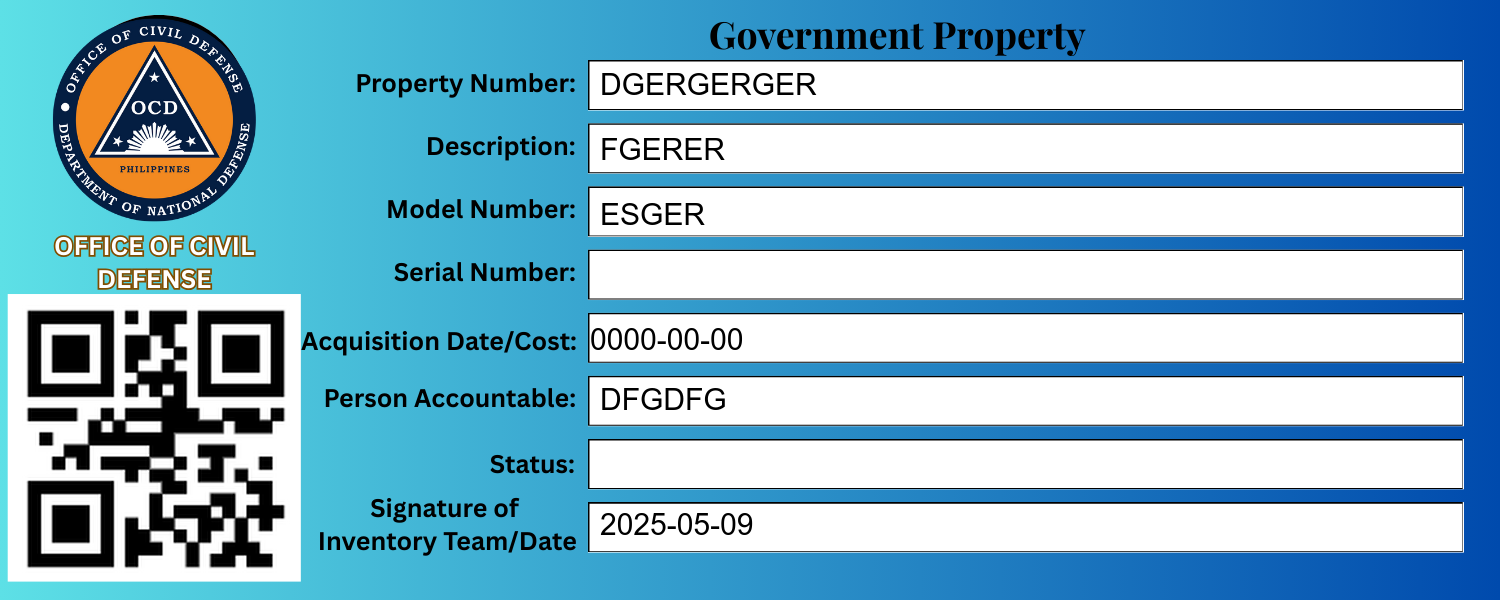 OFFICE OF CIVIL DEFENSE
OCD
PHILIPPINES
DEPARTMENT OF NATIONAL DEFENSE
OFFICE OF CIVIL
DEFENSE
Government Property
Property Number: DGERGERGER
Description: FGERER
Model Number: ESGER
Serial Number:
Acquisition Date/Cost: 0000-00-00
Person Accountable: DFGDFG
Status:
Signature of
Inventory Team/Date 2025-05-09